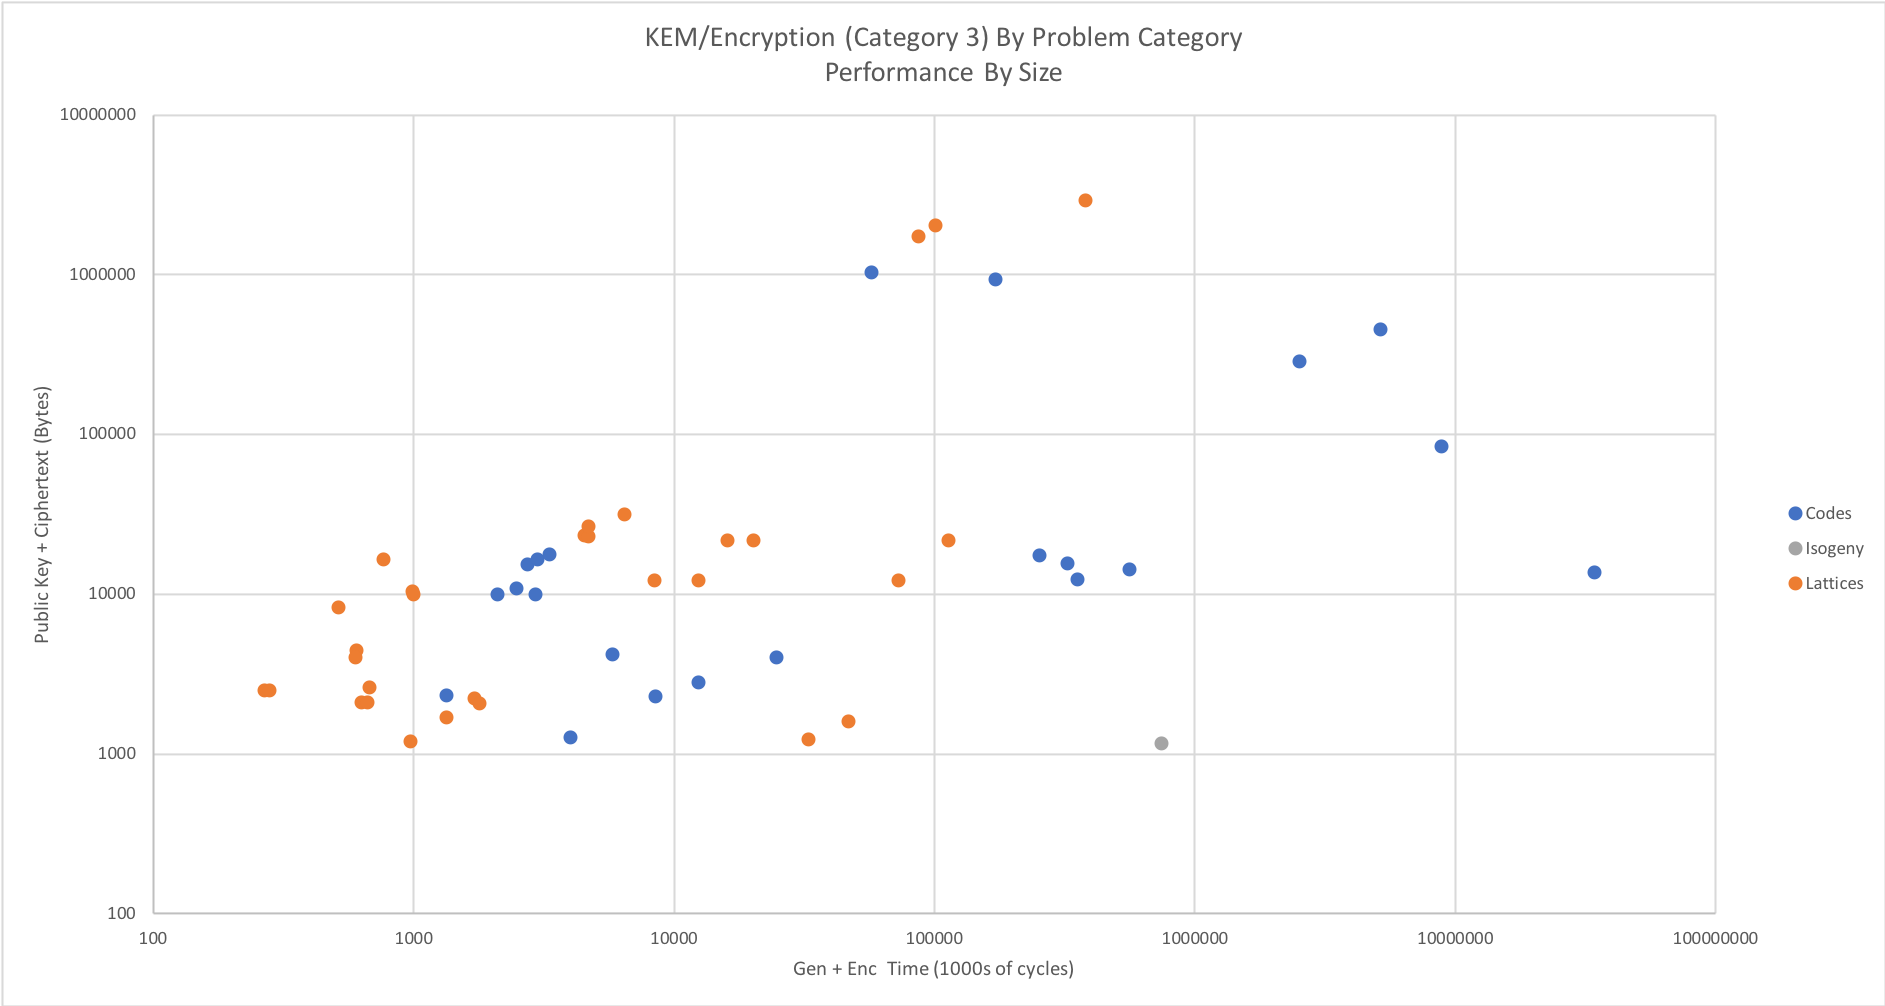 KEM/Encryption (Category 3) By Problem Category
Performance By Size
10000000
1000000
100000
10000
1000
100
Public Key + Ciphertext (Bytes)
100
1000
10000
100000
1000000
10000000
100000000
Gen + Enc Time (1000s of cycles)
Codes
Isogeny
Lattices